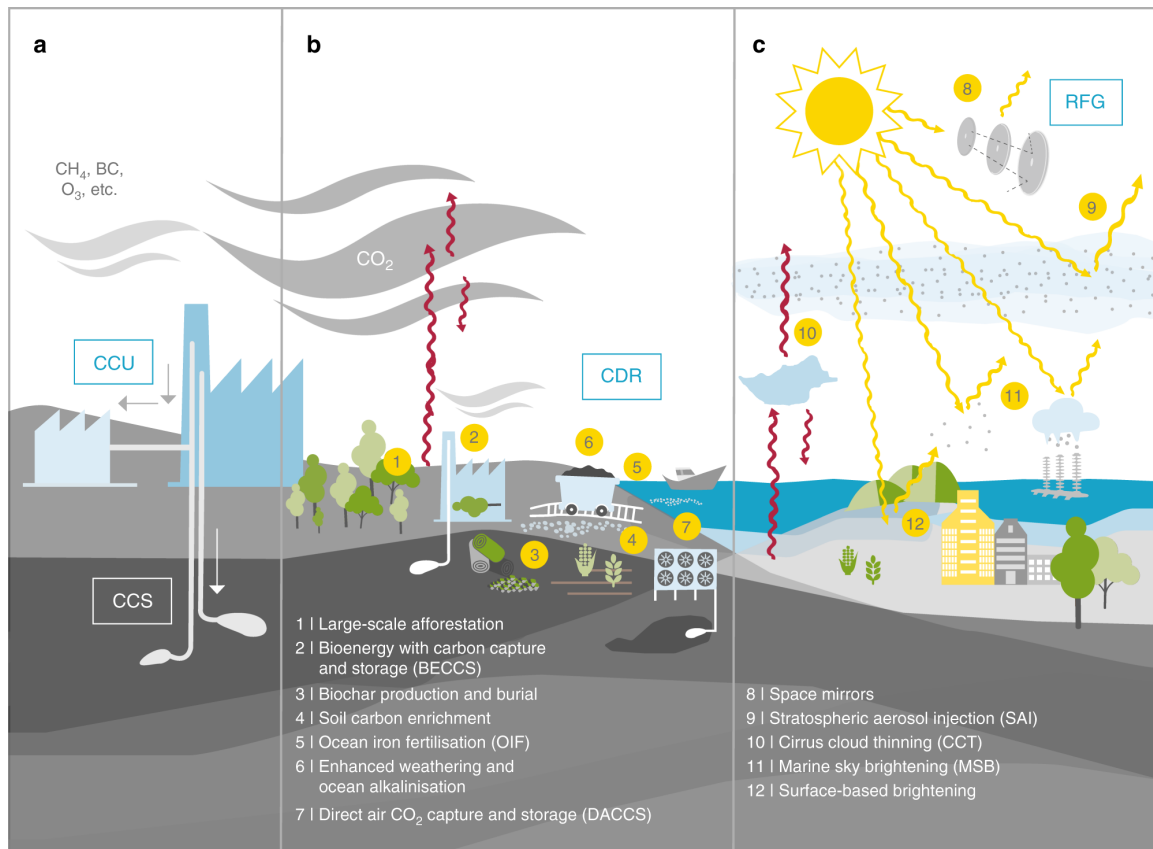 a
CH₄, BC,
O₃, etc.
CCU
CCS
b
CO₂
CDR
1
2
6
5
7
4
3
1 | Large-scale afforestation
2 | Bioenergy with carbon capture
and storage (BECCS)
3 | Biochar production and burial
4 | Soil carbon enrichment
5 | Ocean iron fertilisation (OIF)
6 | Enhanced weathering and
ocean alkalinisation
7 | Direct air CO₂ capture and storage (DACCS)
c
8
RFG
9
10
11
12
8 | Space mirrors
9 | Stratospheric aerosol injection (SAI)
10 | Cirrus cloud thinning (CCT)
11 | Marine sky brightening (MSB)
12 | Surface-based brightening